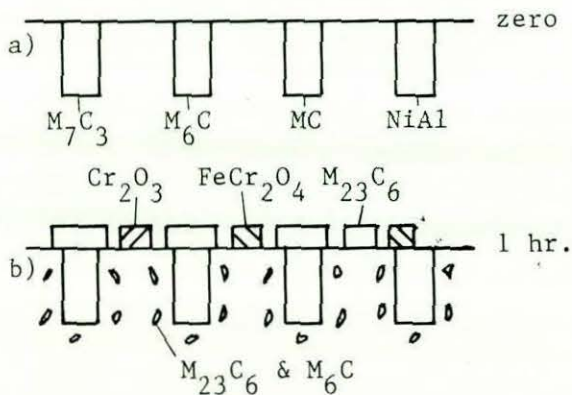 zero
a)
M₇C₃ M₆C MC NiAl
Cr₂O₃ FeCr₂O₄ M₂₃C₆
1 hr.
b)
M₂₃C₆ & M₆C